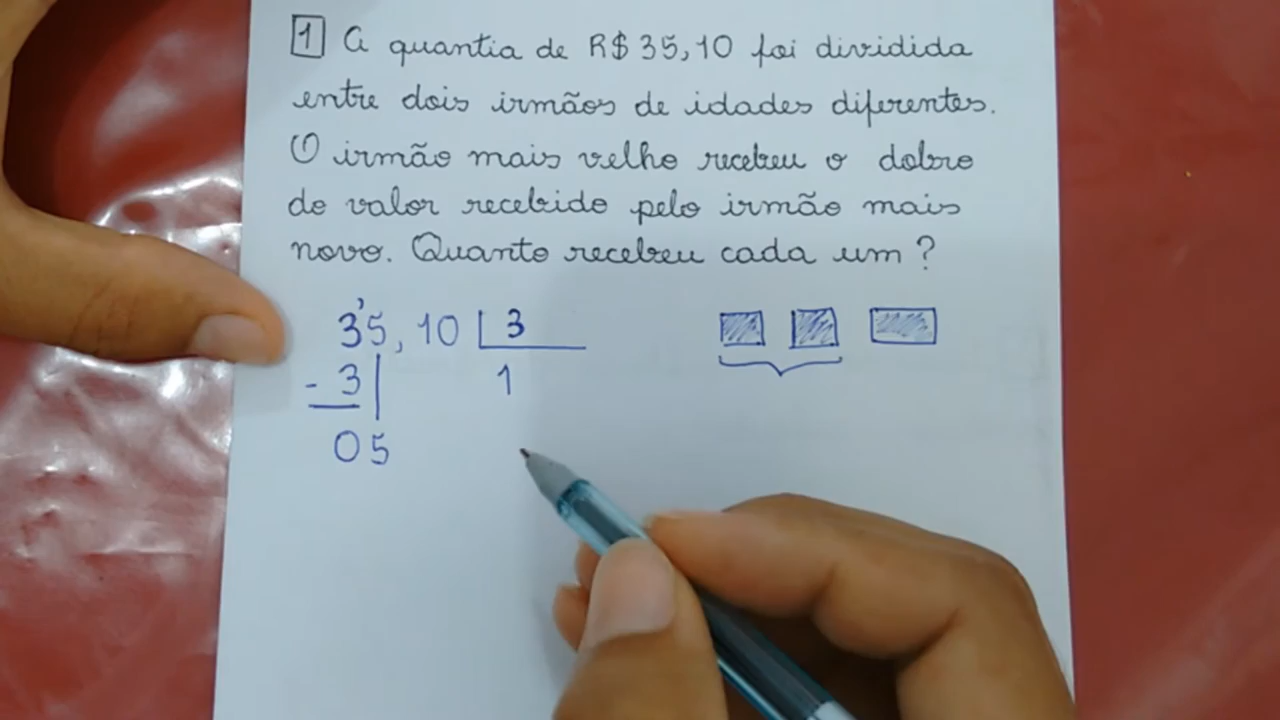 1 A quantia de R$ 35,10 foi dividida
entre dois irmãos de idades diferentes.
O irmão mais velho recebeu o dobro
do valor recebido pelo irmão mais
novo. Quanto recebeu cada um?
35,10 3
- 3 1
05